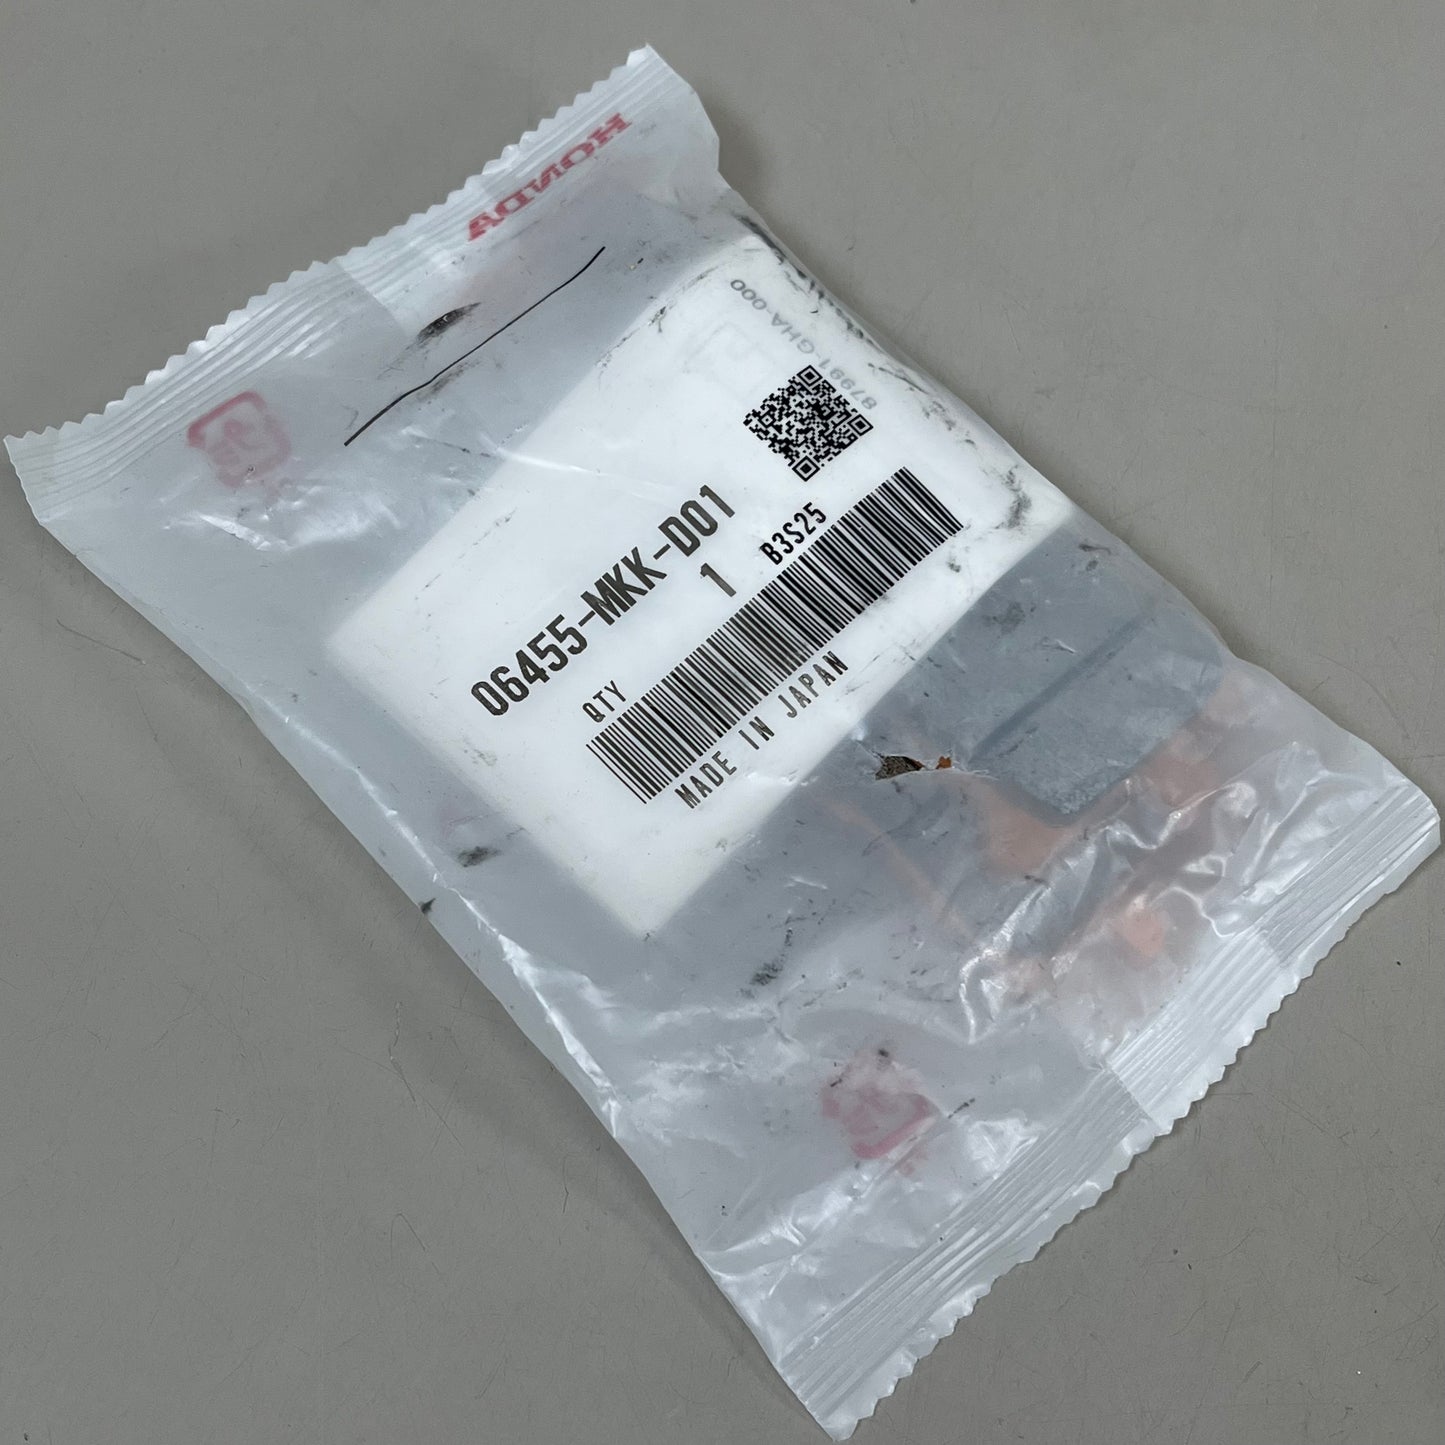 HONDA
87991-GHA-000
06455-MKK-D01
QTY 1 B3S25
MADE IN JAPAN